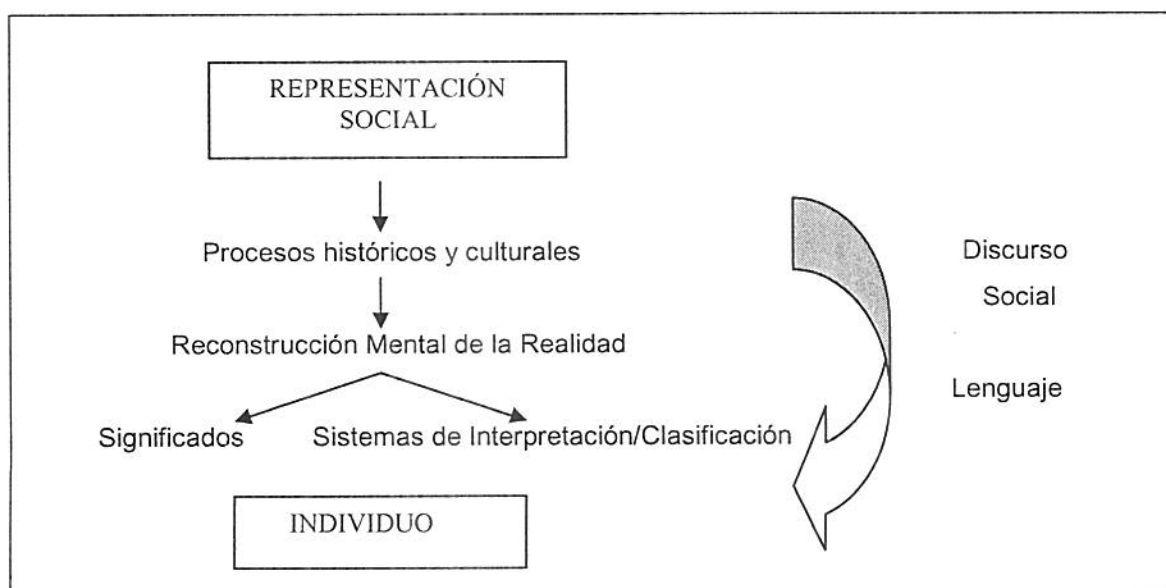 REPRESENTACIÓN
SOCIAL
Procesos históricos y culturales
Reconstrucción Mental de la Realidad
Significados
Sistemas de Interpretación/Clasificación
INDIVIDUO
Discurso
Social
Lenguaje